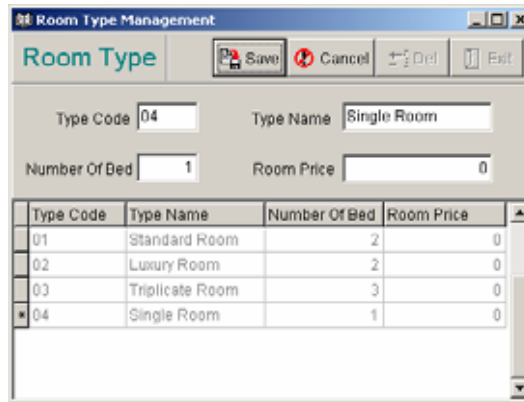 Room Type Management
Room Type Save Cancel Del Exit
Type Code 04 Type Name Single Room
Number Of Bed 1 Room Price 0
Type Code Type Name Number Of Bed Room Price
01 Standard Room 2 0
02 Luxury Room 2 0
03 Triplicate Room 3 0
* 04 Single Room 1 0